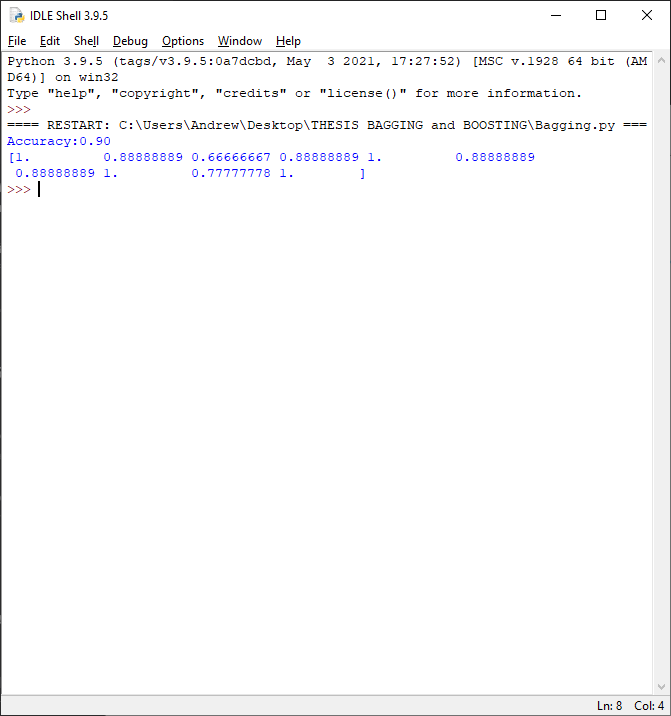 IDLE Shell 3.9.5
File Edit Shell Debug Options Window Help
Python 3.9.5 (tags/v3.9.5:0a7dcbd, May  3 2021, 17:27:52) [MSC v.1928 64 bit (AM
D64)] on win32
Type "help", "copyright", "credits" or "license()" for more information.
>>>
==== RESTART: C:\Users\Andrew\Desktop\THESIS BAGGING and BOOSTING\Bagging.py ===
Accuracy:0.90
[1.         0.88888889 0.66666667 0.88888889 1.         0.88888889
 0.88888889 1.         0.77777778 1.        ]
>>>
Ln: 8 Col: 4